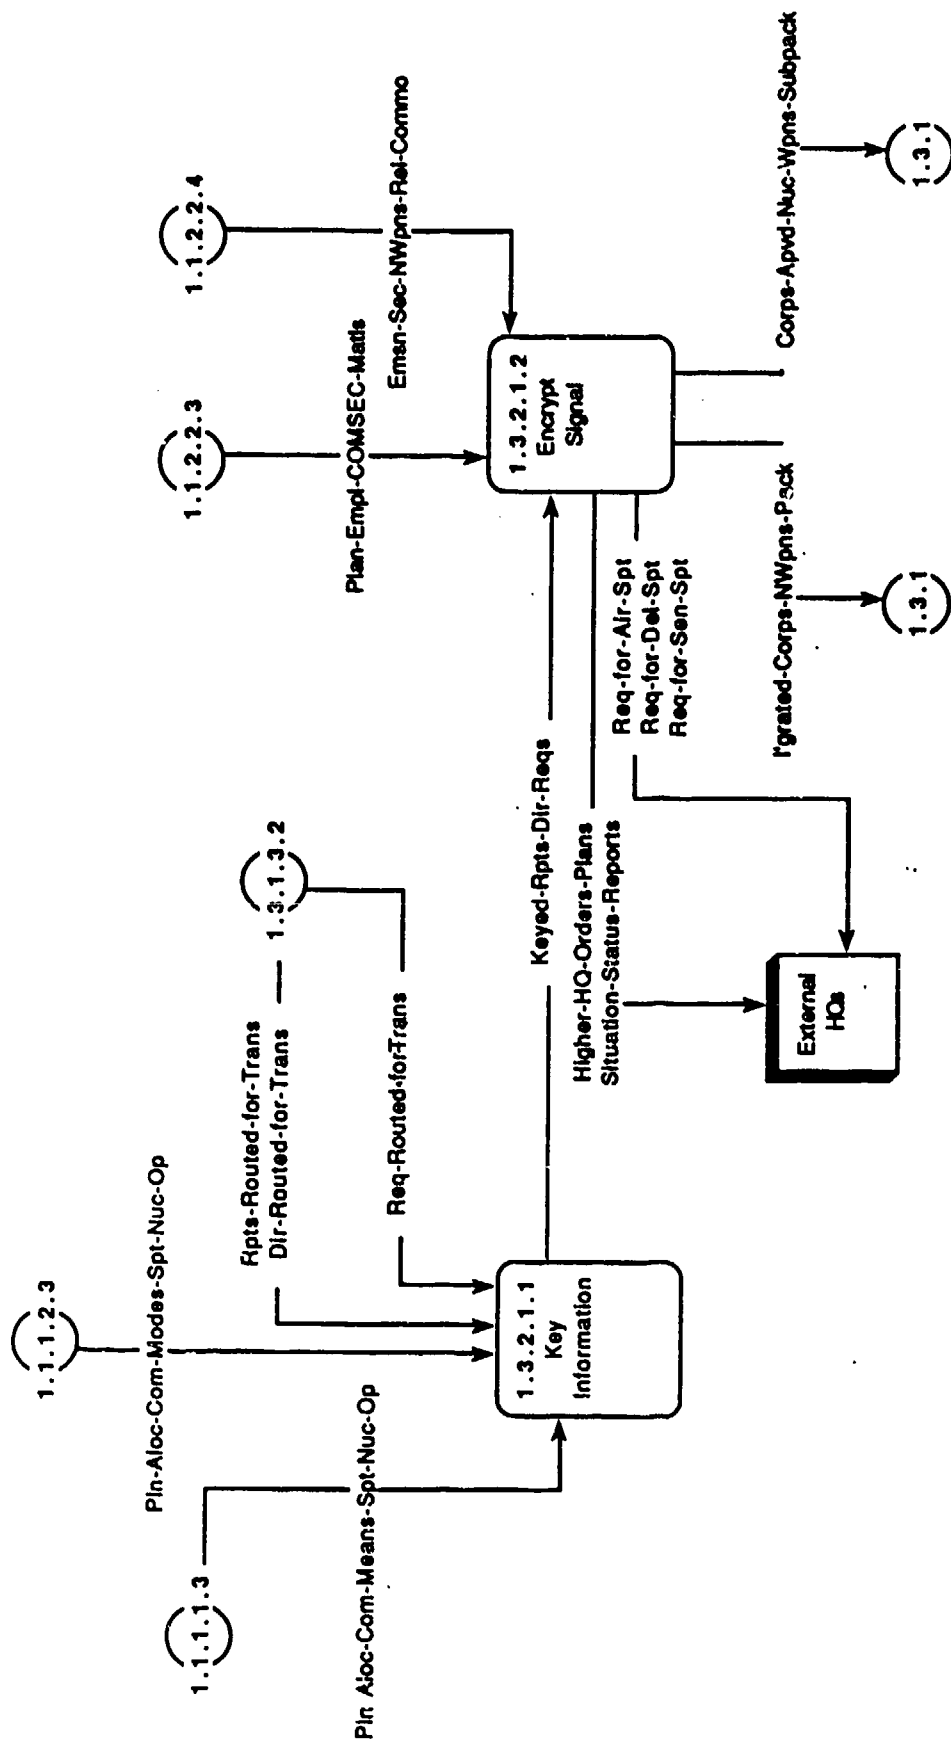 1.1.1.1.3
Pln Aloc-Com-Means-Spt-Nuc-Op
1.1.1.2.3
Pln-Aloc-Com-Modes-Spt-Nuc-Op
Rpts-Routed-for-Trans
Dir-Routed-for-Trans
1.3.1.3.2
Req-Routed-for-Trans
1.3.2.1.1
Key
Information
Keyed-Rpts-Dir-Reqs
1.1.2.2.3
Plan-Empl-COMSEC-Matls
1.1.2.2.4
Emsn-Sec-NWpns-Rel-Commo
1.3.2.1.2
Encrypt
Signal
Higher-HQ-Orders-Plans
Situation-Status-Reports
Req-for-Air-Spt
Req-for-Del-Spt
Req-for-Sen-Spt
External
HQs
I'grated-Corps-NWpns-Pack
1.3.1
Corps-Apvd-Nuc-Wpns-Subpack
1.3.1